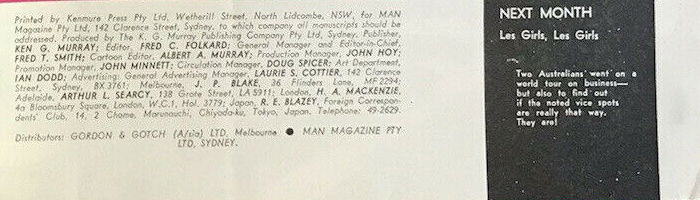 Printed by Kenmure Press Pty Ltd, Wetherill Street, North Lidcombe, NSW, for MAN
Magazine Pty Ltd, 142 Clarence Street, Sydney, to which company all manuscripts should be
addressed. Produced by The K. G. Murray Publishing Company Pty Ltd, Sydney. Publisher,
KEN G. MURRAY; Editor, FRED C. FOLKARD; General Manager and Editor-in-Chief,
FRED T. SMITH; Cartoon Editor, ALBERT A. MURRAY; Production Manager, JOHN HOY;
Promotion Manager, JOHN MINNETT; Circulation Manager, DOUG SPICER; Art Department,
IAN DODD; Advertising: General Advertising Manager, LAURIE S. COTTIER, 142 Clarence
Street, Sydney, BX 3761; Melbourne, J. P. BLAKE, 36 Flinders Lane, MF 2294;
Adelaide, ARTHUR L. SEARCY, 138 Grote Street, LA 5911; London, H. A. MACKENZIE,
4a Bloomsbury Square, London, W.C.1, Hol. 3779; Japan, R. E. BLAZEY, Foreign Correspon-
dents' Club, 14, 2 Chome, Marunouchi, Chiyoda-ku, Tokyo, Japan. Telephone: 49-2629.
Distributors: GORDON & GOTCH (A/sia) LTD, Melbourne ● MAN MAGAZINE PTY
LTD, SYDNEY.
NEXT MONTH
Les Girls, Les Girls
Two Australians went on a
world tour on business—
but also to find out
if the noted vice spots
are really that way.
They are!